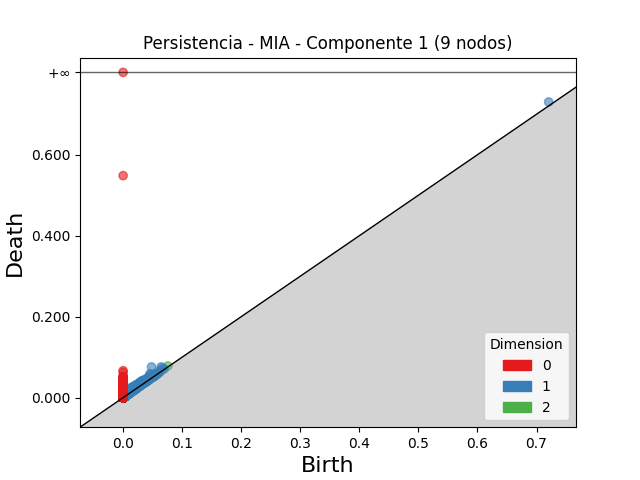 Persistencia - MIA - Componente 1 (9 nodos)
+∞
0.600
0.400
0.200
0.000
Death
0.0 0.1 0.2 0.3 0.4 0.5 0.6 0.7
Birth
Dimension
0
1
2